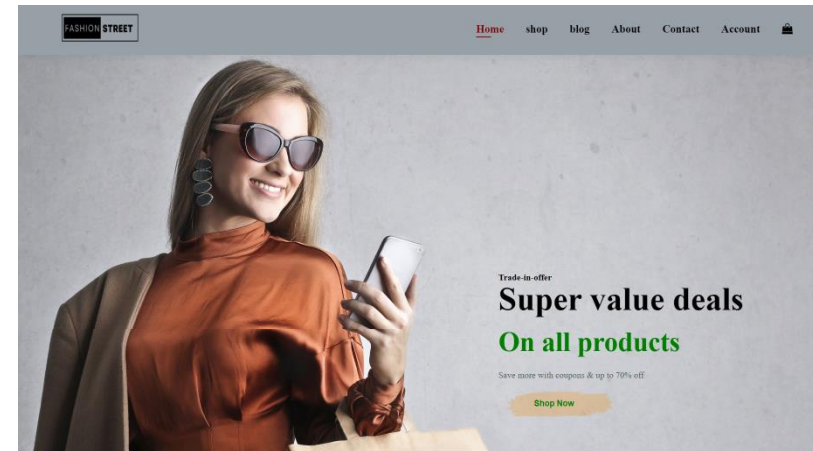 FASHION STREET
Home shop blog About Contact Account
Trade-in-offer
Super value deals
On all products
Save more with coupons & up to 70% off
Shop Now